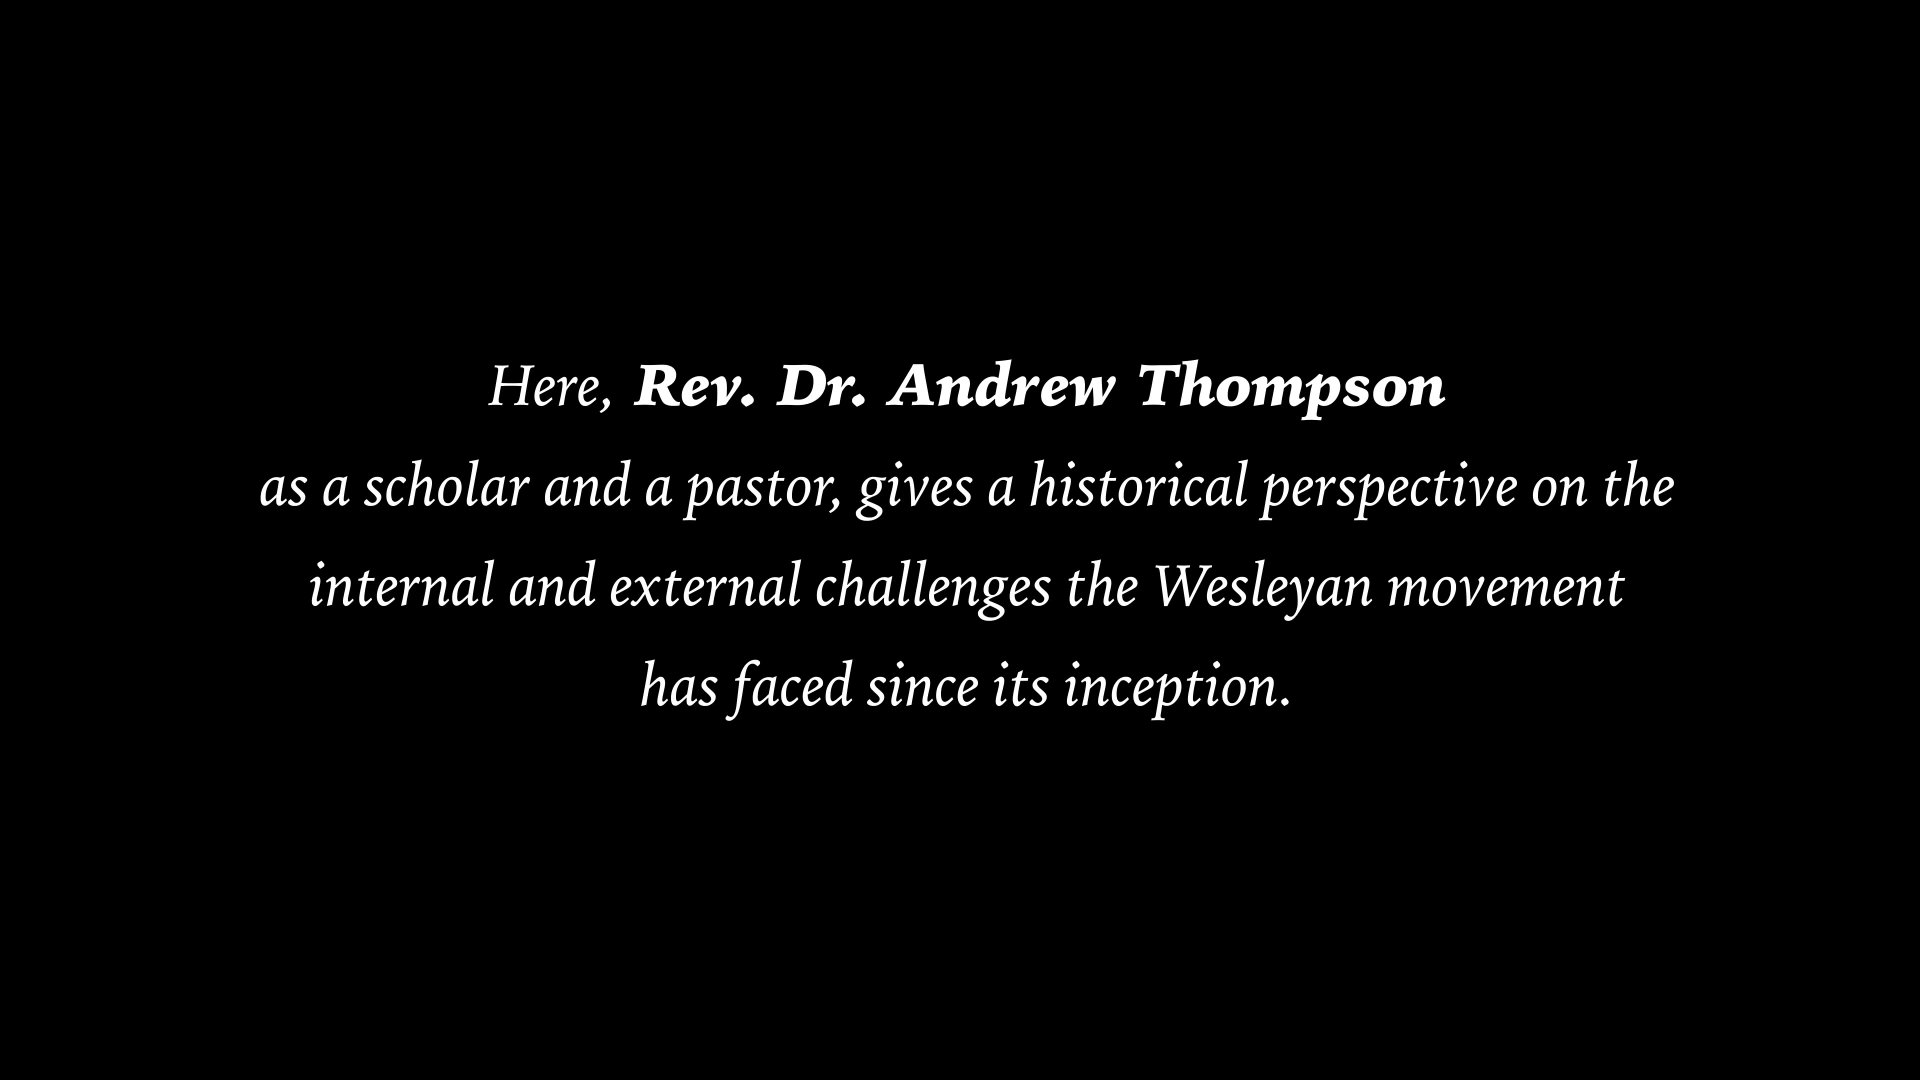 Here, Rev. Dr. Andrew Thompson
as a scholar and a pastor, gives a historical perspective on the
internal and external challenges the Wesleyan movement
has faced since its inception.